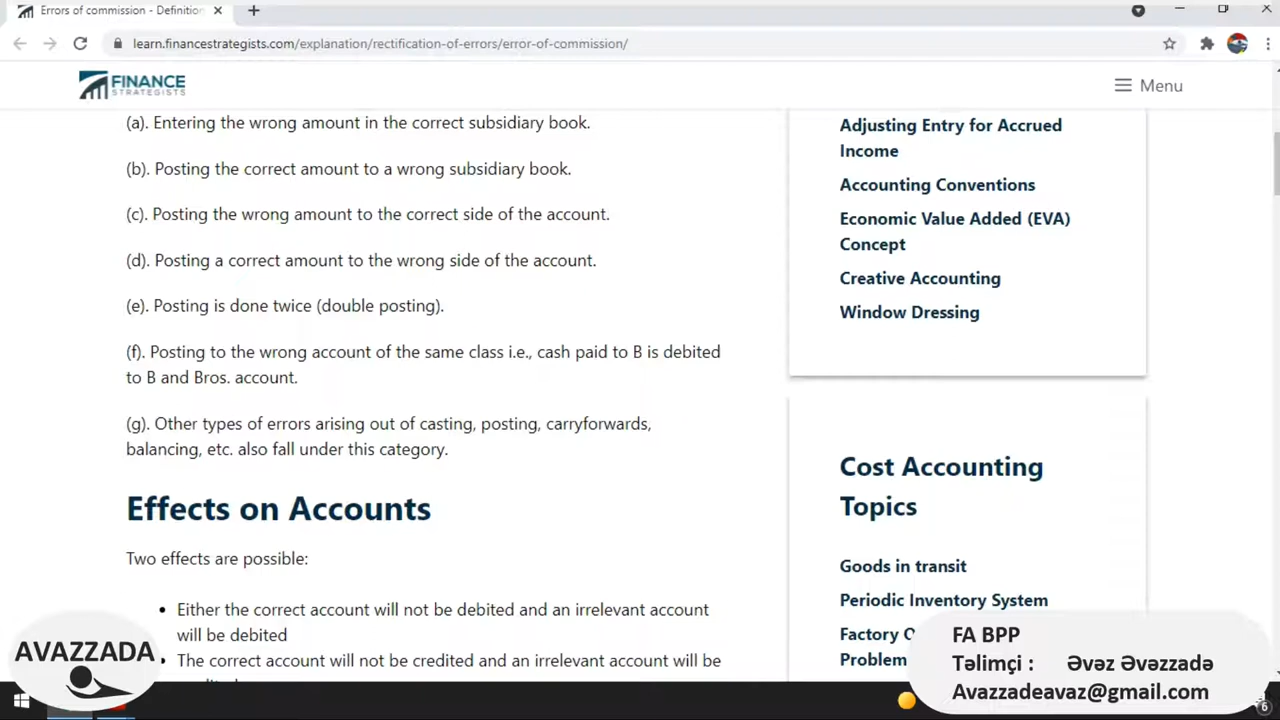 Errors of commission - Definition
learn.financestrategists.com/explanation/rectification-of-errors/error-of-commission/
FINANCE
STRATEGISTS
Menu
(a). Entering the wrong amount in the correct subsidiary book.
(b). Posting the correct amount to a wrong subsidiary book.
(c). Posting the wrong amount to the correct side of the account.
(d). Posting a correct amount to the wrong side of the account.
(e). Posting is done twice (double posting).
(f). Posting to the wrong account of the same class i.e., cash paid to B is debited
to B and Bros. account.
(g). Other types of errors arising out of casting, posting, carryforwards,
balancing, etc. also fall under this category.
Effects on Accounts
Two effects are possible:
• Either the correct account will not be debited and an irrelevant account
will be debited
• The correct account will not be credited and an irrelevant account will be
Adjusting Entry for Accrued
Income
Accounting Conventions
Economic Value Added (EVA)
Concept
Creative Accounting
Window Dressing
Cost Accounting
Topics
Goods in transit
Periodic Inventory System
Factory
Problem
AVAZZADA
FA BPP
Təlimçi : Əvəz Əvəzzadə
Avazzadeavaz@gmail.com
6